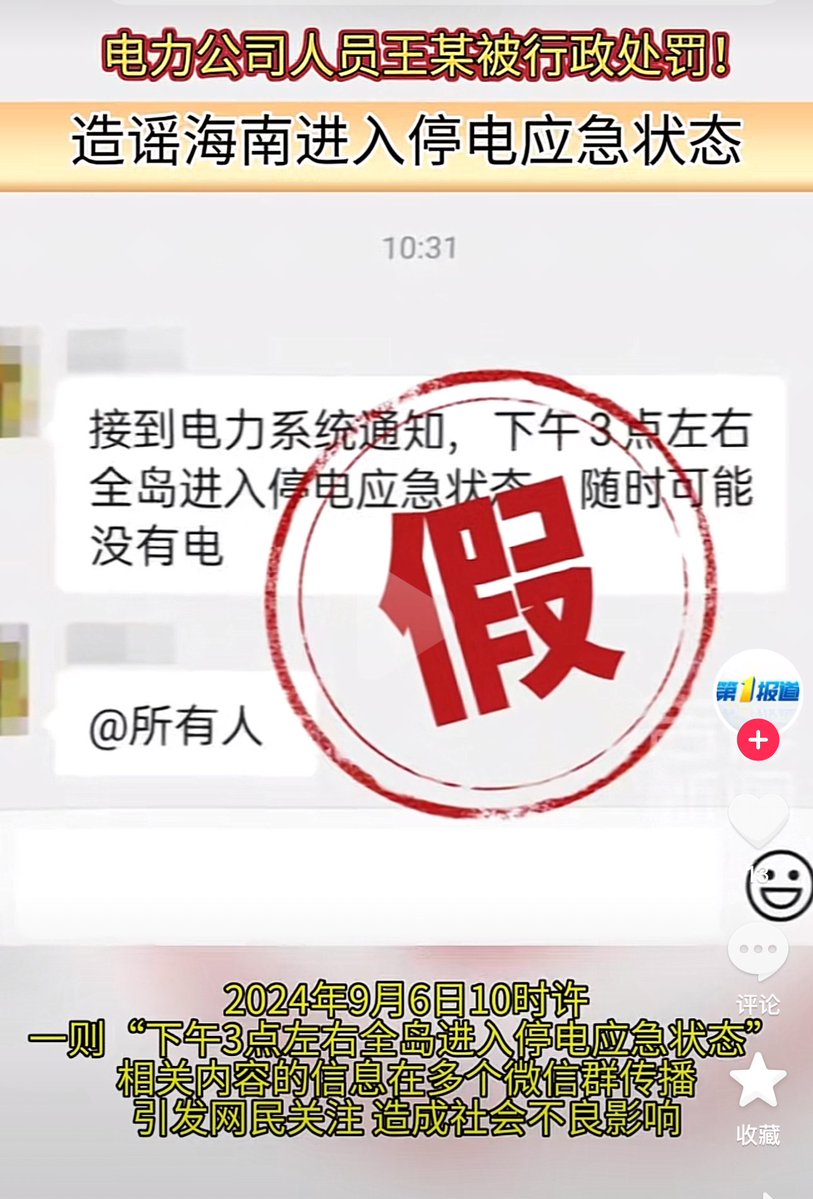 电力公司人员王某被行政处罚！
造谣海南进入停电应急状态
10:31
接到电力系统通知，下午3点左右
全岛进入停电应急状态，随时可能
没有电
假
@所有人
第1报道
13
评论
收藏
2024年9月6日10时许
一则“下午3点左右全岛进入停电应急状态”
相关内容的信息在多个微信群传播
引发网民关注 造成社会不良影响